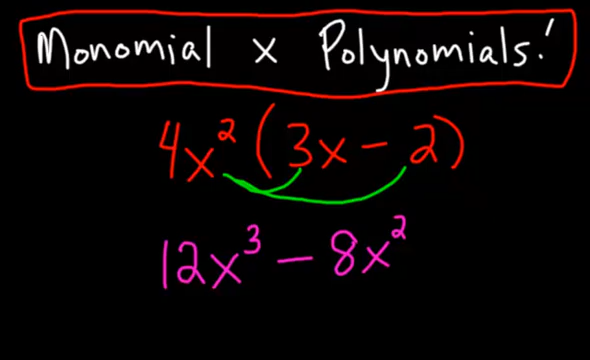 Monomial x Polynomials!
4x² (3x - 2)
12x³ - 8x²